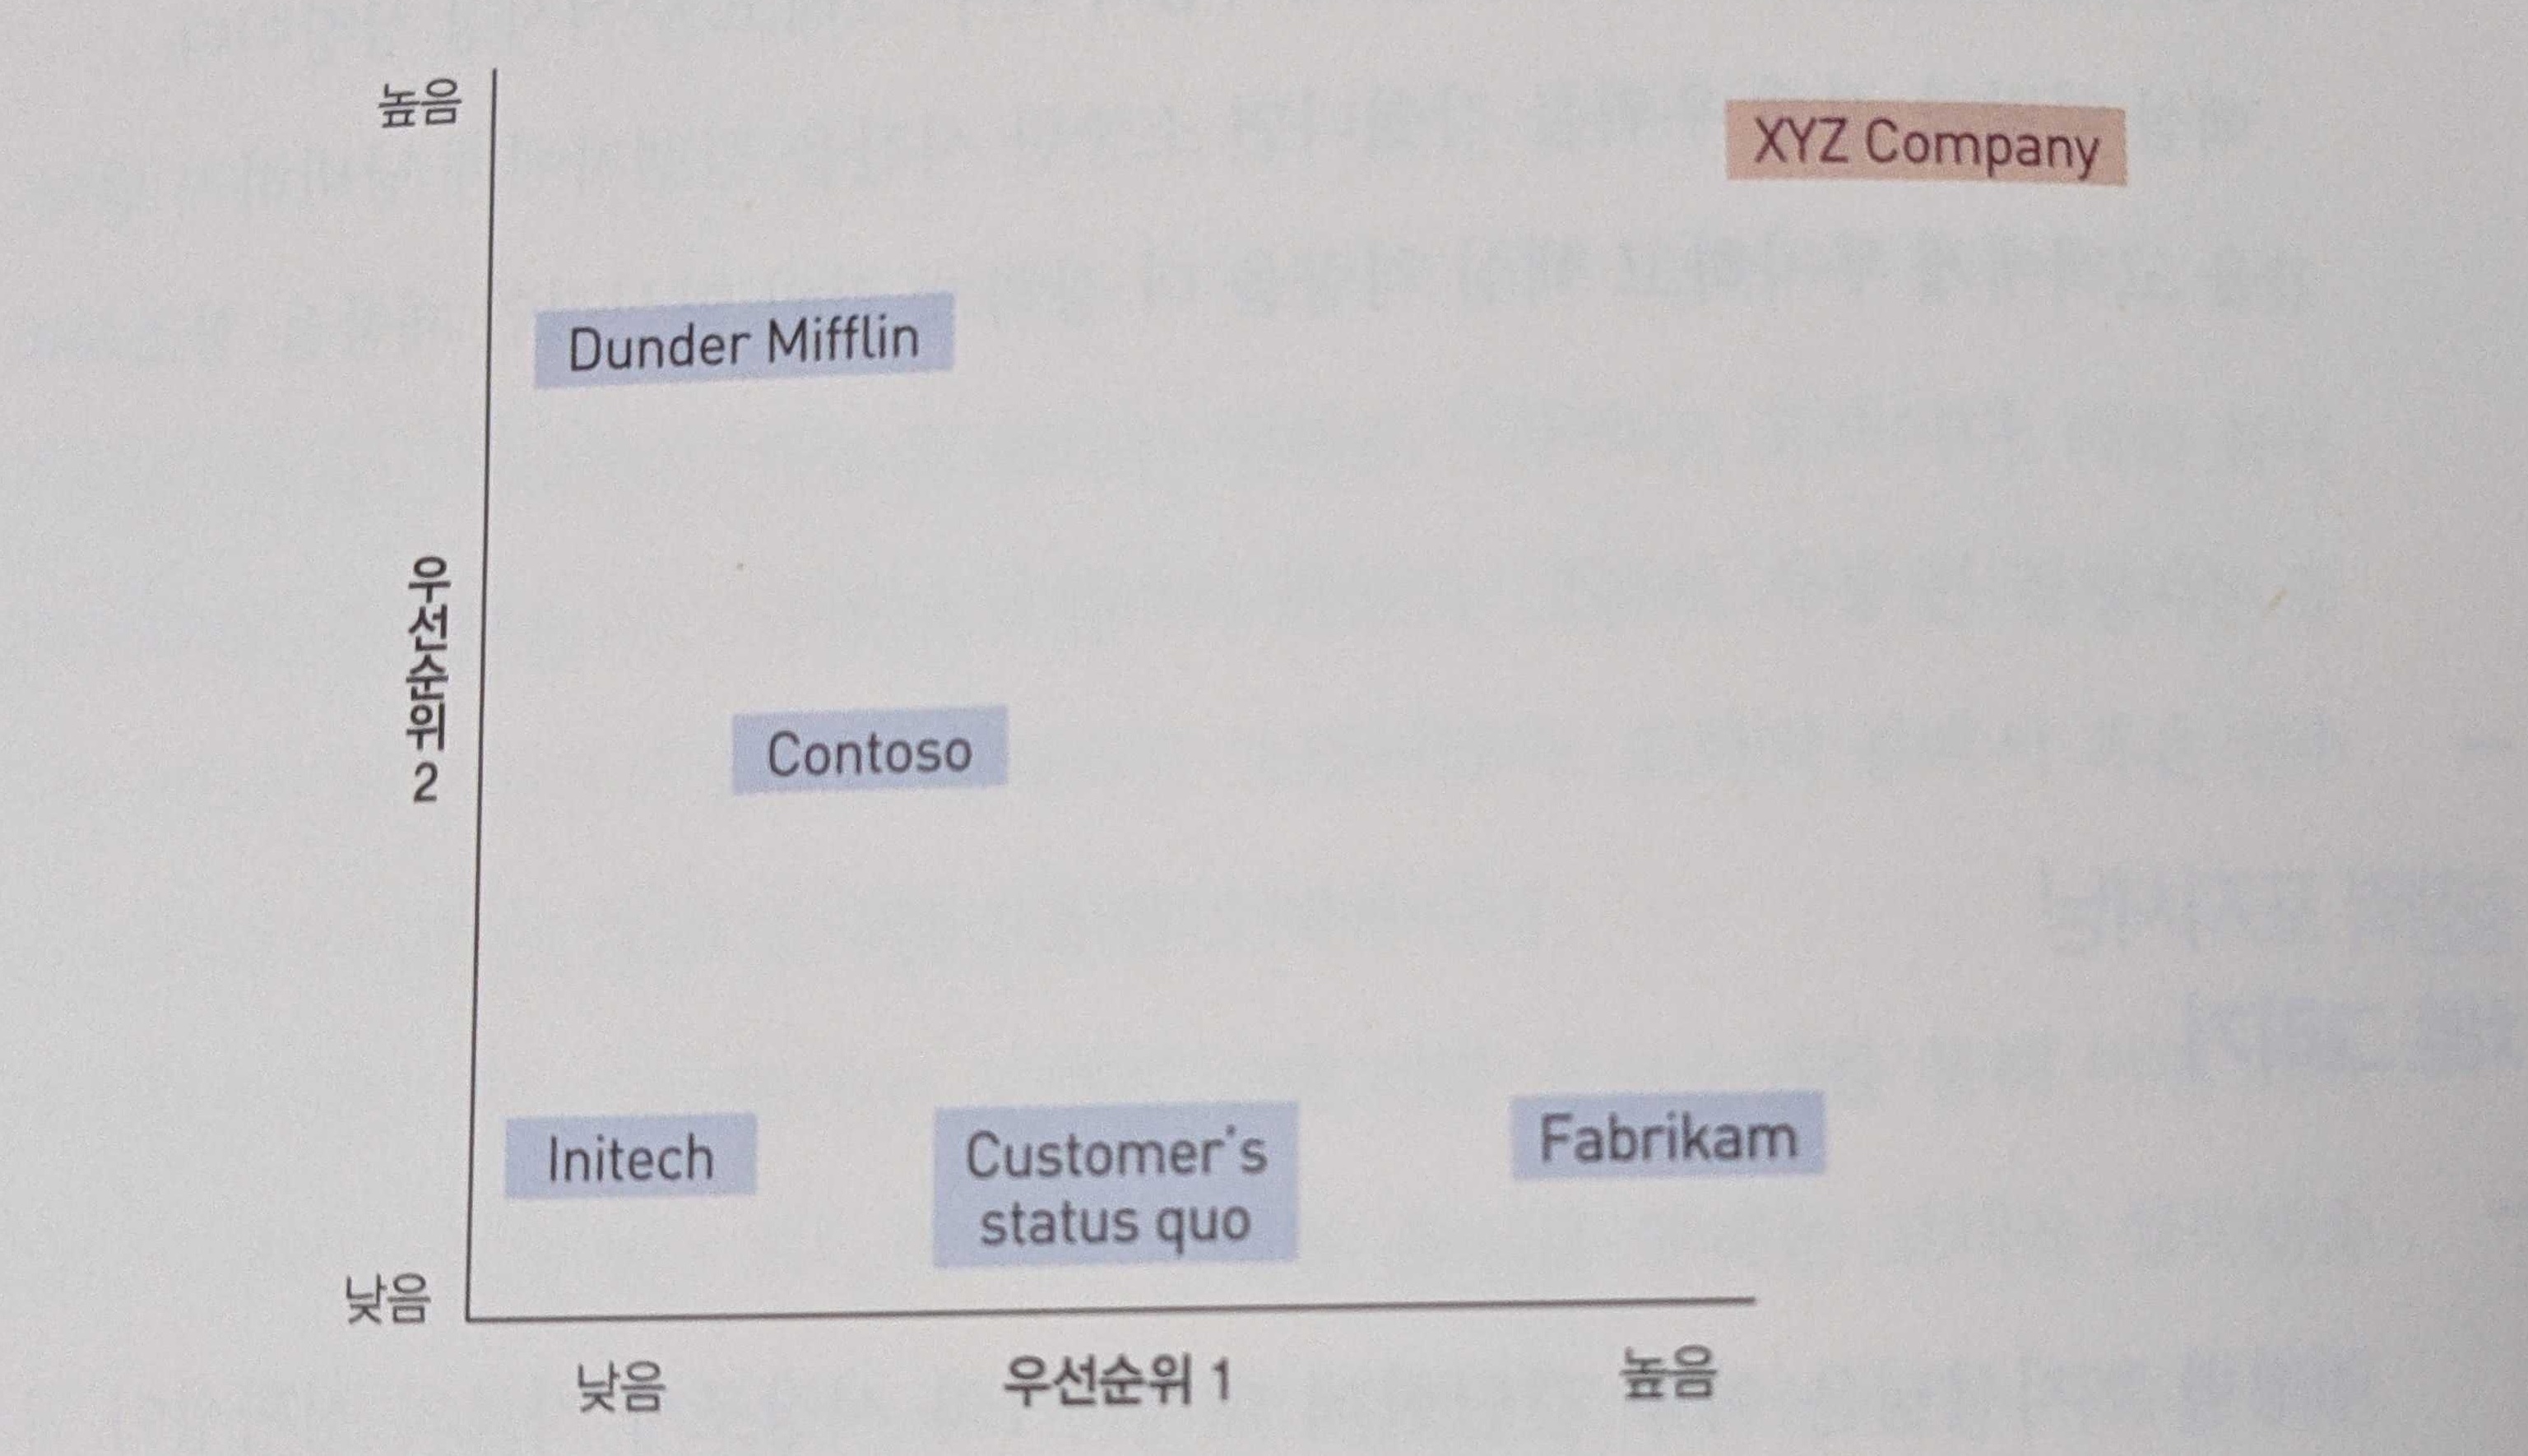 높음
XYZ Company
Dunder Mifflin
우선순위 2
Contoso
Initech
Customer's
status quo
Fabrikam
낮음
낮음
우선순위 1
높음